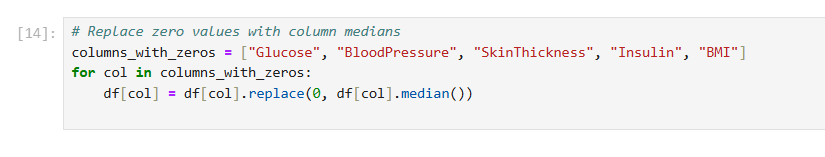 [14]: # Replace zero values with column medians
columns_with_zeros = ["Glucose", "BloodPressure", "SkinThickness", "Insulin", "BMI"]
for col in columns_with_zeros:
    df[col] = df[col].replace(0, df[col].median())